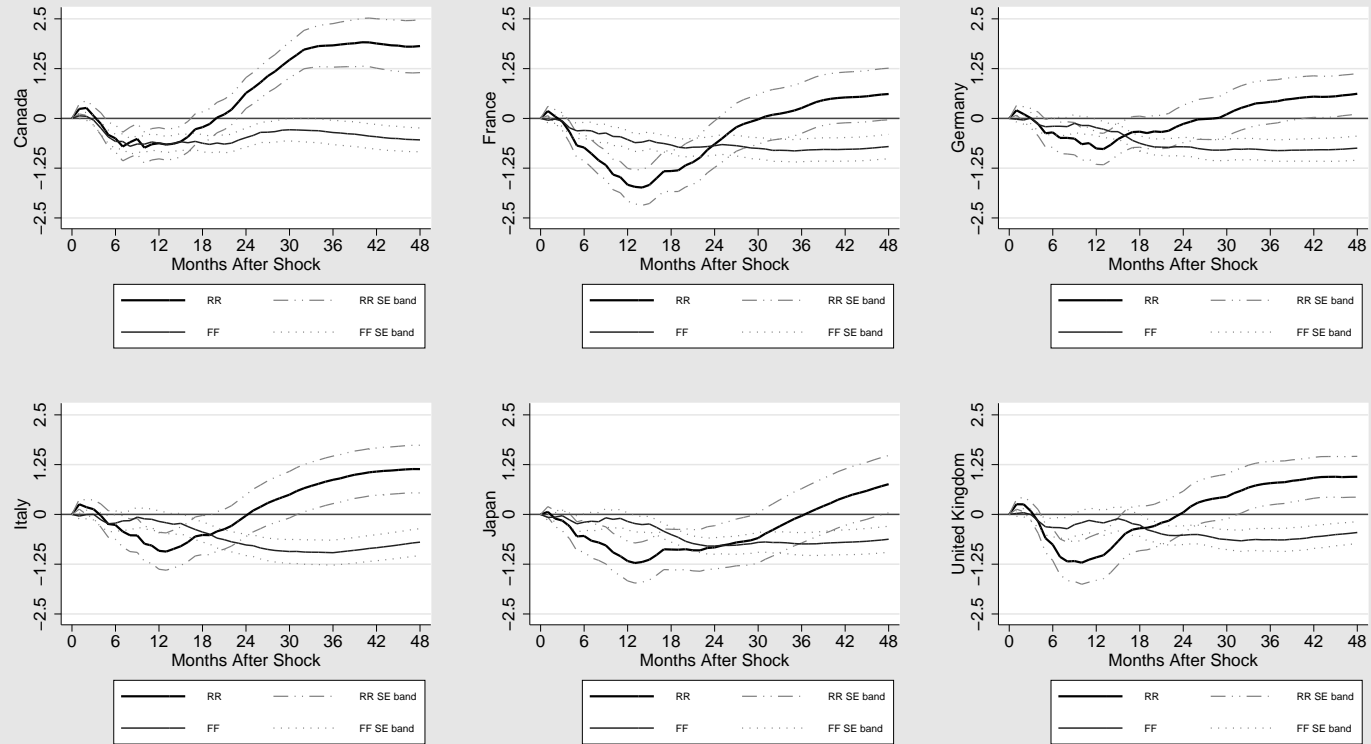 Canada
2.5
1.25
0
−1.25
−2.5
0 6 12 18 24 30 36 42 48
Months After Shock
RR RR SE band
FF FF SE band
France
2.5
1.25
0
−1.25
−2.5
0 6 12 18 24 30 36 42 48
Months After Shock
RR RR SE band
FF FF SE band
Germany
2.5
1.25
0
−1.25
−2.5
0 6 12 18 24 30 36 42 48
Months After Shock
RR RR SE band
FF FF SE band
Italy
2.5
1.25
0
−1.25
−2.5
0 6 12 18 24 30 36 42 48
Months After Shock
RR RR SE band
FF FF SE band
Japan
2.5
1.25
0
−1.25
−2.5
0 6 12 18 24 30 36 42 48
Months After Shock
RR RR SE band
FF FF SE band
United Kingdom
2.5
1.25
0
−1.25
−2.5
0 6 12 18 24 30 36 42 48
Months After Shock
RR RR SE band
FF FF SE band